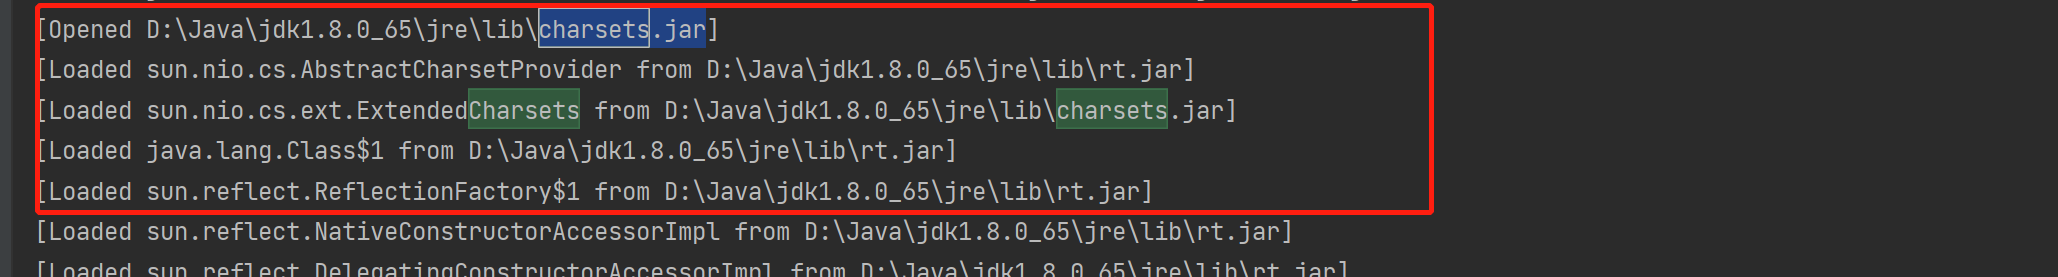 [Opened D:\Java\jdk1.8.0_65\jre\lib\charsets.jar]
[Loaded sun.nio.cs.AbstractCharsetProvider from D:\Java\jdk1.8.0_65\jre\lib\rt.jar]
[Loaded sun.nio.cs.ext.ExtendedCharsets from D:\Java\jdk1.8.0_65\jre\lib\charsets.jar]
[Loaded java.lang.Class$1 from D:\Java\jdk1.8.0_65\jre\lib\rt.jar]
[Loaded sun.reflect.ReflectionFactory$1 from D:\Java\jdk1.8.0_65\jre\lib\rt.jar]
[Loaded sun.reflect.NativeConstructorAccessorImpl from D:\Java\jdk1.8.0_65\jre\lib\rt.jar]
[Loaded sun.reflect.DelegatingConstructorAccessorImpl from D:\Java\jdk1.8.0_65\jre\lib\rt.jar]